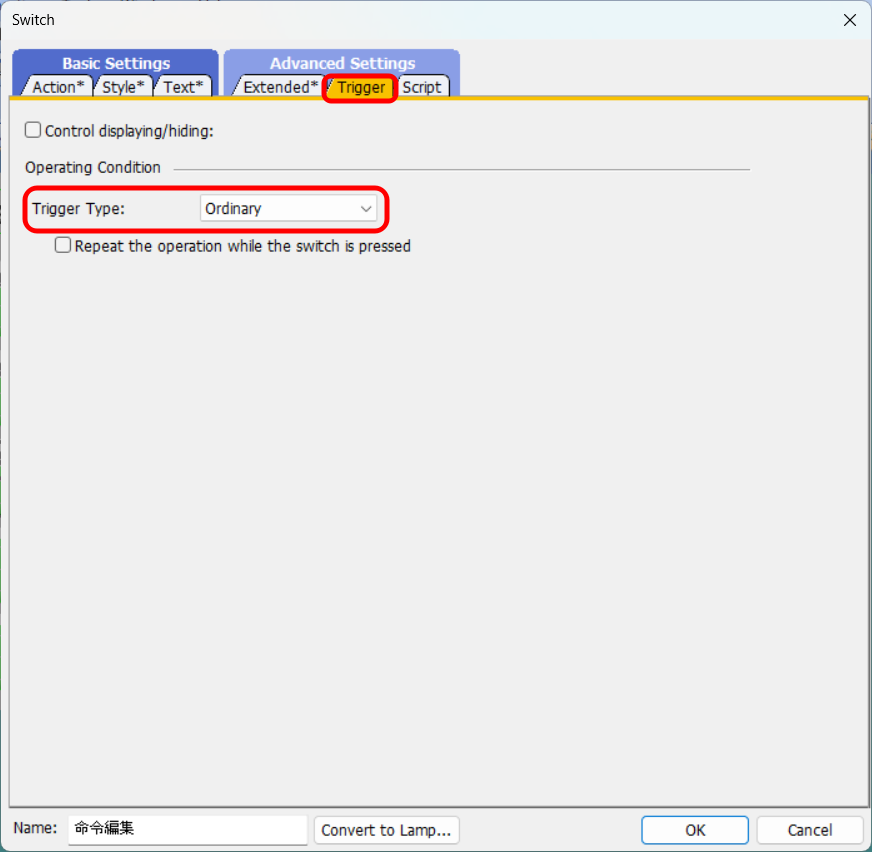 Switch
Basic Settings Advanced Settings
Action* Style* Text* Extended* Trigger Script
Control displaying/hiding:
Operating Condition
Trigger Type: Ordinary
Repeat the operation while the switch is pressed
Name: 命令編集 Convert to Lamp... OK Cancel